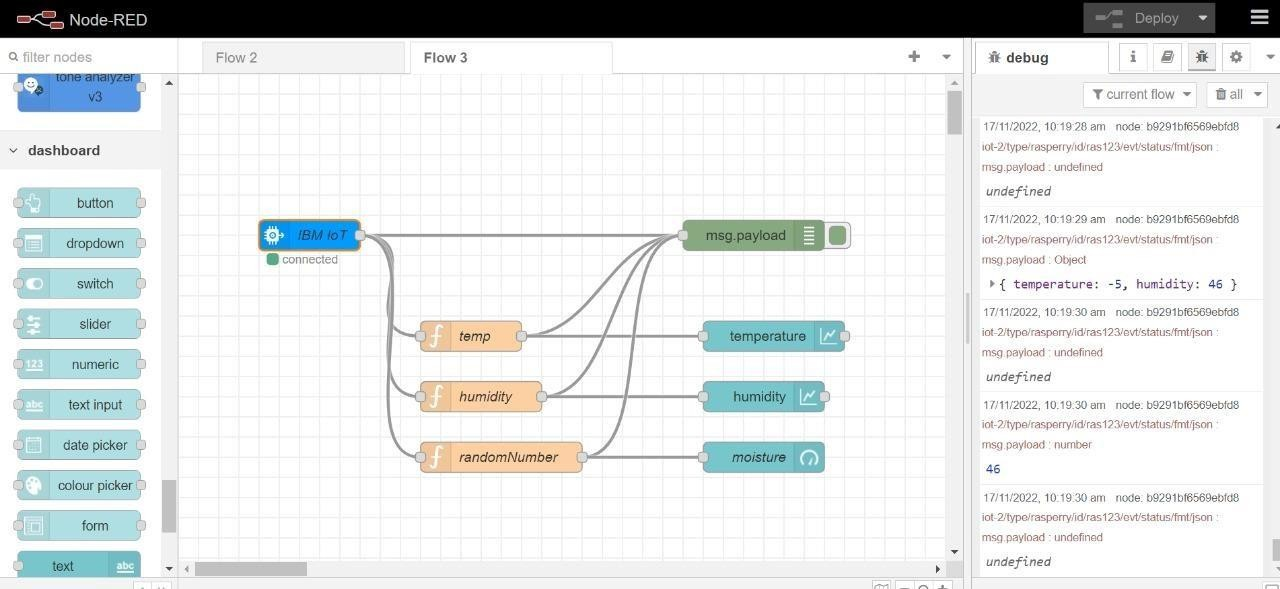 Node-RED
Deploy
filter nodes
Flow 2
Flow 3
debug
i
current flow
all
tone analyzer
v3
dashboard
button
dropdown
switch
slider
123 numeric
abc text input
date picker
colour picker
form
text abc
IBM IoT
connected
msg.payload
f temp
temperature
f humidity
humidity
f randomNumber
moisture
17/11/2022, 10:19:28 am node: b9291bf6569ebfd8
iot-2/type/rasperry/id/ras123/evt/status/fmt/json :
msg.payload : undefined
undefined
17/11/2022, 10:19:29 am node: b9291bf6569ebfd8
iot-2/type/rasperry/id/ras123/evt/status/fmt/json :
msg.payload : Object
{ temperature: -5, humidity: 46 }
17/11/2022, 10:19:30 am node: b9291bf6569ebfd8
iot-2/type/rasperry/id/ras123/evt/status/fmt/json :
msg.payload : undefined
undefined
17/11/2022, 10:19:30 am node: b9291bf6569ebfd8
iot-2/type/rasperry/id/ras123/evt/status/fmt/json :
msg.payload : number
46
17/11/2022, 10:19:30 am node: b9291bf6569ebfd8
iot-2/type/rasperry/id/ras123/evt/status/fmt/json :
msg.payload : undefined
undefined